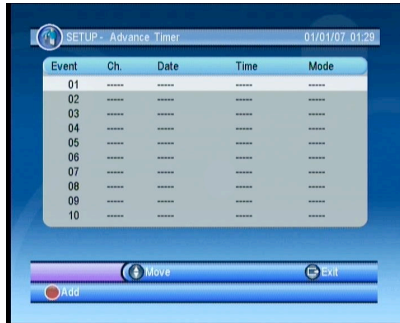 SETUP - Advance Timer 01/01/07 01:29
Event Ch. Date Time Mode
01 ----- ----- ----- -----
02 ----- ----- ----- -----
03 ----- ----- ----- -----
04 ----- ----- ----- -----
05 ----- ----- ----- -----
06 ----- ----- ----- -----
07 ----- ----- ----- -----
08 ----- ----- ----- -----
09 ----- ----- ----- -----
10 ----- ----- ----- -----
Move Exit
Add